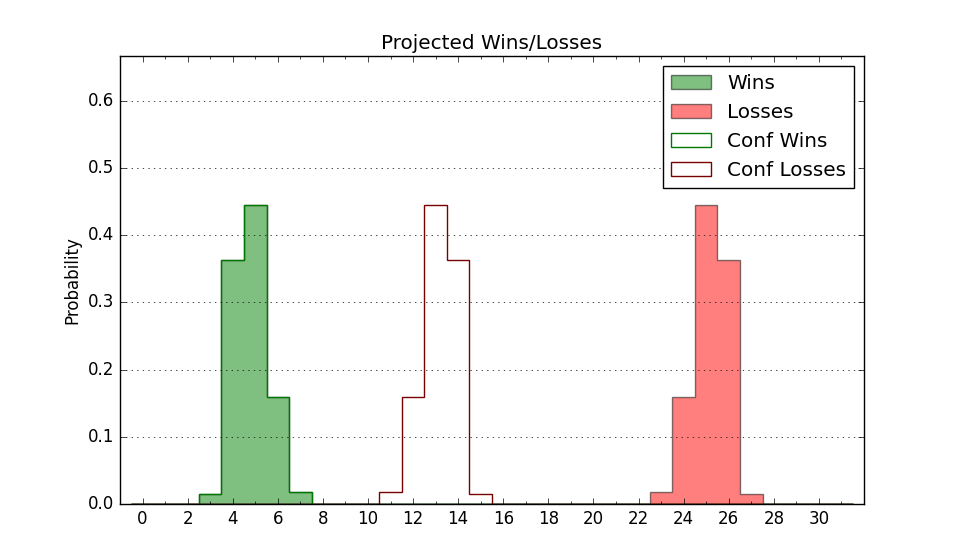 Projected Wins/Losses
Wins
Losses
Conf Wins
Conf Losses
Probability
0.6
0.5
0.4
0.3
0.2
0.1
0.0
0 2 4 6 8 10 12 14 16 18 20 22 24 26 28 30